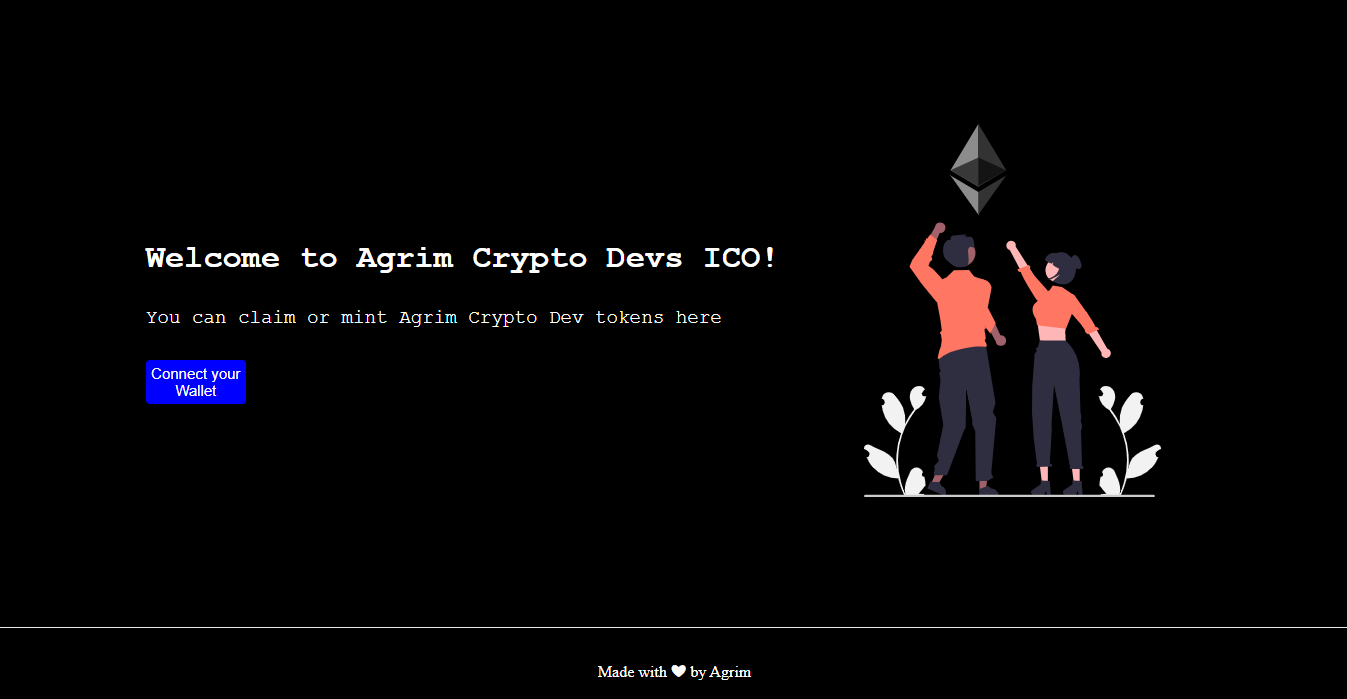 Welcome to Agrim Crypto Devs ICO!
You can claim or mint Agrim Crypto Dev tokens here
Connect your
Wallet
Made with ♥ by Agrim